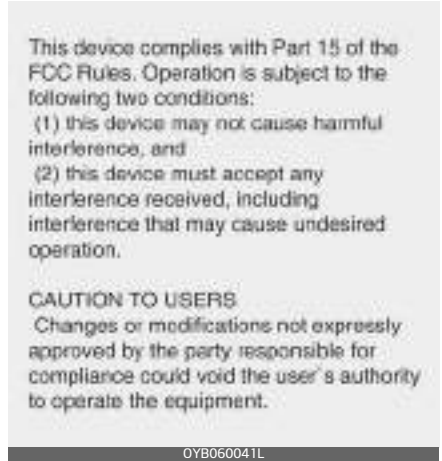 This device complies with Part 15 of the
FCC Rules. Operation is subject to the
following two conditions:
(1) this device may not cause harmful
interference, and
(2) this device must accept any
interference received, including
interference that may cause undesired
operation.
CAUTION TO USERS
Changes or modifications not expressly
approved by the party responsible for
compliance could void the user`s authority
to operate the equipment.
OYB060041L